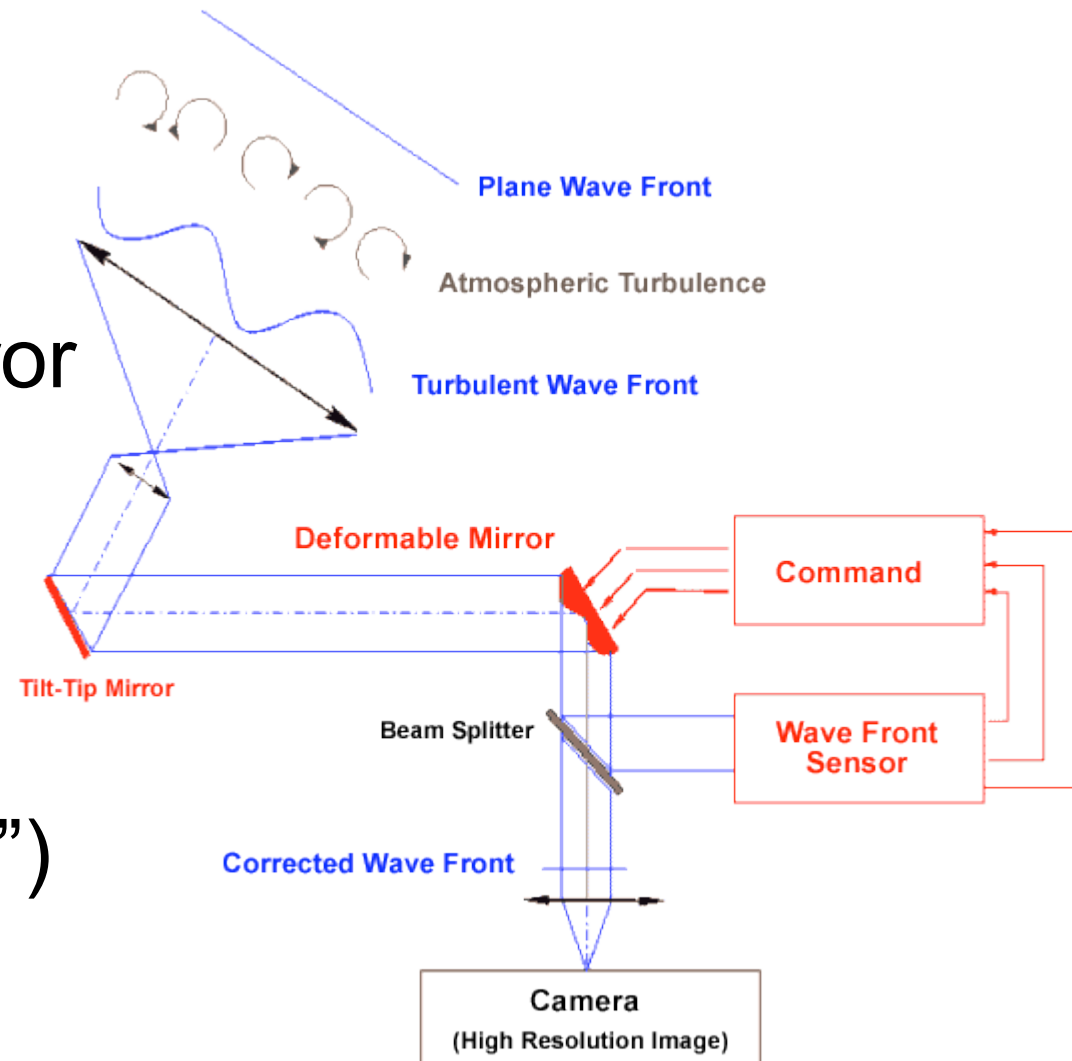 Plane Wave Front
Atmospheric Turbulence
Turbulent Wave Front
Deformable Mirror
Command
Tilt-Tip Mirror
Beam Splitter
Wave Front
Sensor
”)
Corrected Wave Front
Camera
(High Resolution Image)